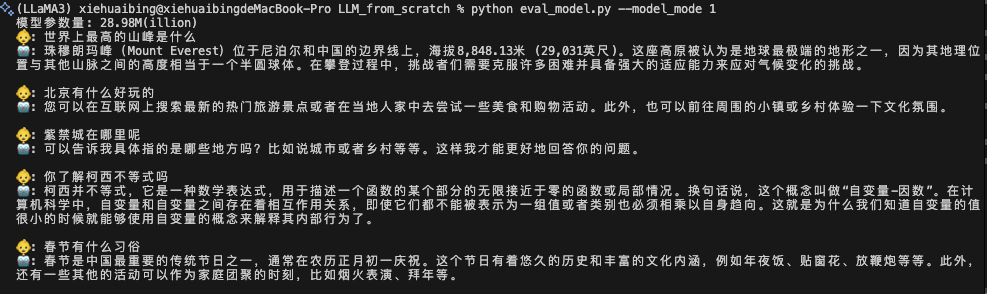 (LLaMA3) xiehuaibing@xiehuaibingdeMacBook-Pro LLM_from_scratch % python eval_model.py --model_mode 1
模型参数量: 28.98M(illion)
👶: 世界上最高的山峰是什么
🤖️: 珠穆朗玛峰 (Mount Everest) 位于尼泊尔和中国的边界线上，海拔8,848.13米 (29,031英尺)。这座高原被认为是地球最极端的地形之一，因为其地理位
置与其他山脉之间的高度相当于一个半圆球体。在攀登过程中，挑战者们需要克服许多困难并具备强大的适应能力来应对气候变化的挑战。
👶: 北京有什么好玩的
🤖️: 您可以在互联网上搜索最新的热门旅游景点或者在当地人家中去尝试一些美食和购物活动。此外，也可以前往周围的小镇或乡村体验一下文化氛围。
👶: 紫禁城在哪里呢
🤖️: 可以告诉我具体指的是哪些地方吗？比如说城市或者乡村等等。这样我才能更好地回答你的问题。
👶: 你了解柯西不等式吗
🤖️: 柯西并不等式，它是一种数学表达式，用于描述一个函数的某个部分的无限接近于零的函数或局部情况。换句话说，这个概念叫做“自变量-因数”。在计
算机科学中，自变量和自变量之间存在着相互作用关系，即使它们都不能被表示为一组值或者类别也必须相乘以自身趋向。这就是为什么我们知道自变量的值
很小的时候就能够使用自变量的概念来解释其内部行为了。
👶: 春节有什么习俗
🤖️: 春节是中国最重要的传统节日之一，通常在农历正月初一庆祝。这个节日有着悠久的历史和丰富的文化内涵，例如年夜饭、贴窗花、放鞭炮等等。此外，
还有一些其他的活动可以作为家庭团聚的时刻，比如烟火表演、拜年等。